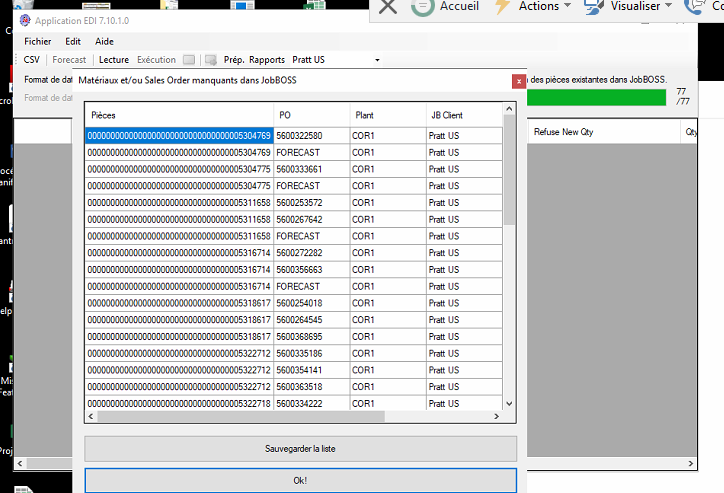 Accueil Actions Visualiser Co
Application EDI 7.10.1.0
Fichier Edit Aide
CSV Forecast Lecture Exécution Prép. Rapports Pratt US
Format de dat
Format de dat
Matériaux et/ou Sales Order manquants dans JobBOSS
x
n des pièces existantes dans JobBOSS.
77
/77
Refuse New Qty Qty
Pièces PO Plant JB Client
0000000000000000000000000000000005304769 5600322580 COR1 Pratt US
0000000000000000000000000000000005304769 FORECAST COR1 Pratt US
0000000000000000000000000000000005304775 5600333661 COR1 Pratt US
0000000000000000000000000000000005304775 FORECAST COR1 Pratt US
0000000000000000000000000000000005311658 5600253572 COR1 Pratt US
0000000000000000000000000000000005311658 5600267642 COR1 Pratt US
0000000000000000000000000000000005311658 FORECAST COR1 Pratt US
0000000000000000000000000000000005316714 5600272282 COR1 Pratt US
0000000000000000000000000000000005316714 5600356663 COR1 Pratt US
0000000000000000000000000000000005316714 FORECAST COR1 Pratt US
0000000000000000000000000000000005318617 5600254018 COR1 Pratt US
0000000000000000000000000000000005318617 5600264545 COR1 Pratt US
0000000000000000000000000000000005318617 5600368695 COR1 Pratt US
0000000000000000000000000000000005322712 5600335186 COR1 Pratt US
0000000000000000000000000000000005322712 5600354141 COR1 Pratt US
0000000000000000000000000000000005322712 5600363518 COR1 Pratt US
0000000000000000000000000000000005322718 5600334222 COR1 Pratt US
Sauvegarder la liste
Ok!